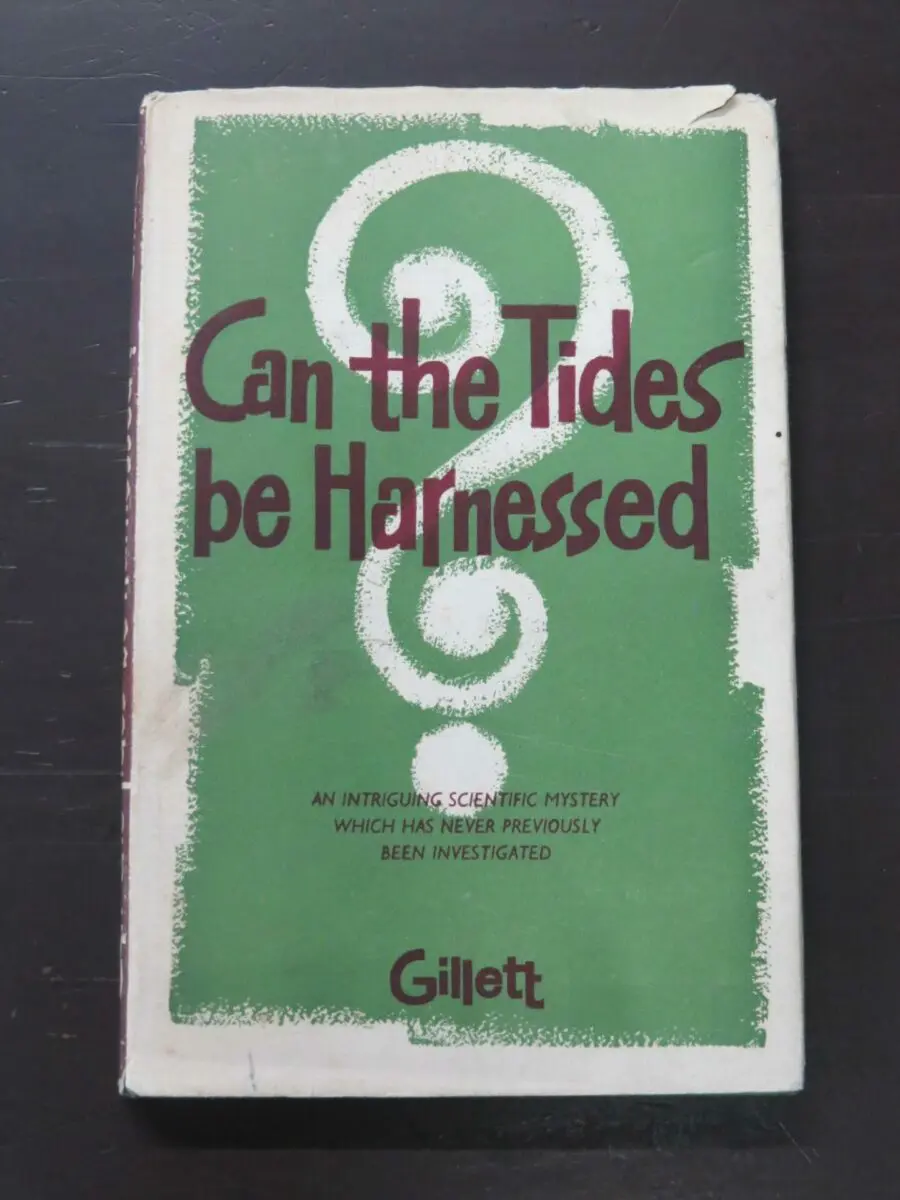 Can the Tides
be Harnessed
?
AN INTRIGUING SCIENTIFIC MYSTERY
WHICH HAS NEVER PREVIOUSLY
BEEN INVESTIGATED
Gillett